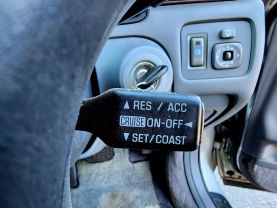 ▲ RES / ACC
CRUISE ON-OFF ◄
▼ SET/COAST